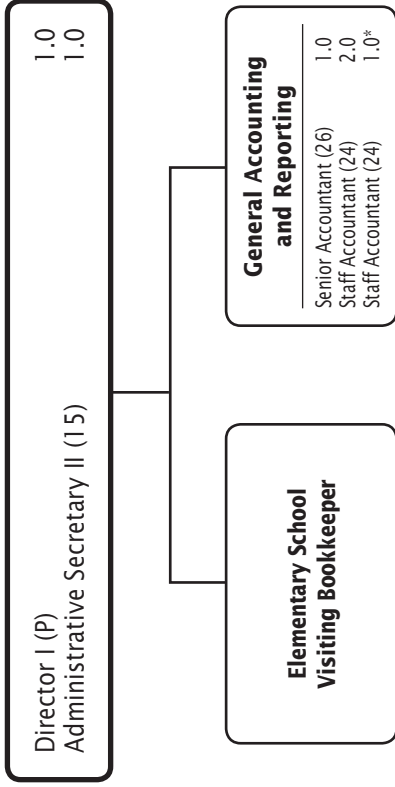 Director I (P) 1.0
Administrative Secretary II (15) 1.0
Elementary School
Visiting Bookkeeper
General Accounting
and Reporting
Senior Accountant (26) 1.0
Staff Accountant (24) 2.0
Staff Accountant (24) 1.0*